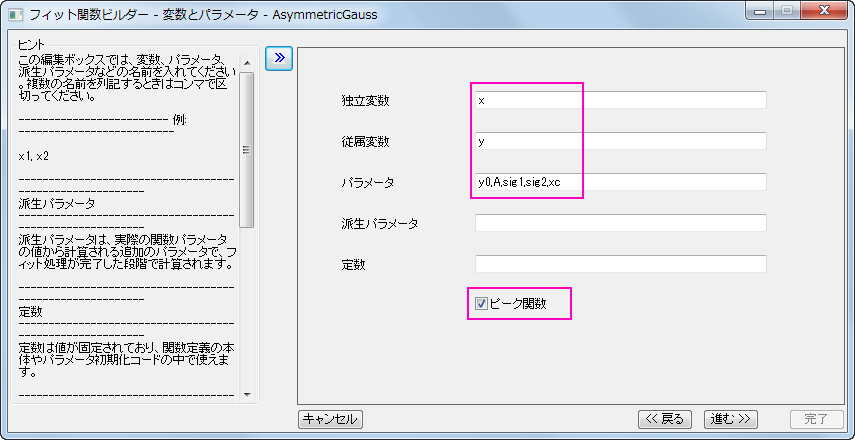 フィット関数ビルダー - 変数とパラメータ - AsymmetricGauss
ヒント
この編集ボックスでは、変数、パラメータ、
派生パラメータなどの名前を入れてください
。複数の名前を列記するときはコンマで区
切ってください。
------------------------- 例:
--------------------------
x1, x2
------------------------------------
---------------------
派生パラメータ
------------------------------------
---------------------
派生パラメータは、実際の関数パラメータ
の値から計算される追加のパラメータで、フ
ィット処理が完了した段階で計算されます。
------------------------------------
---------------------
定数
------------------------------------
---------------------
定数は値が固定されており、関数定義の本
体やパラメータ初期化コードの中で使えま
す。
------------------------------------
独立変数 x
従属変数 y
パラメータ y0,A,sig1,sig2,xc
派生パラメータ
定数
ピーク関数
キャンセル
<< 戻る
進む >>
完了